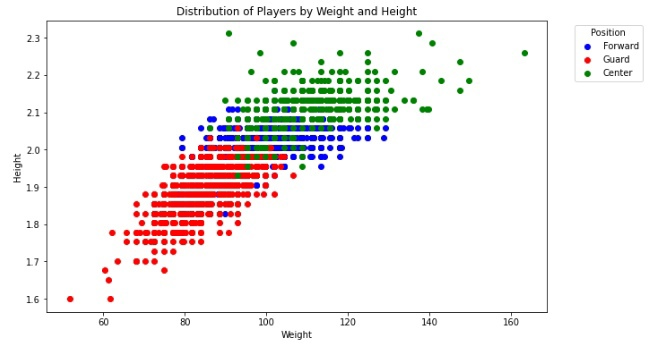 Distribution of Players by Weight and Height
Position
Forward
Guard
Center
Height
2.3
2.2
2.1
2.0
1.9
1.8
1.7
1.6
60 80 100 120 140 160
Weight